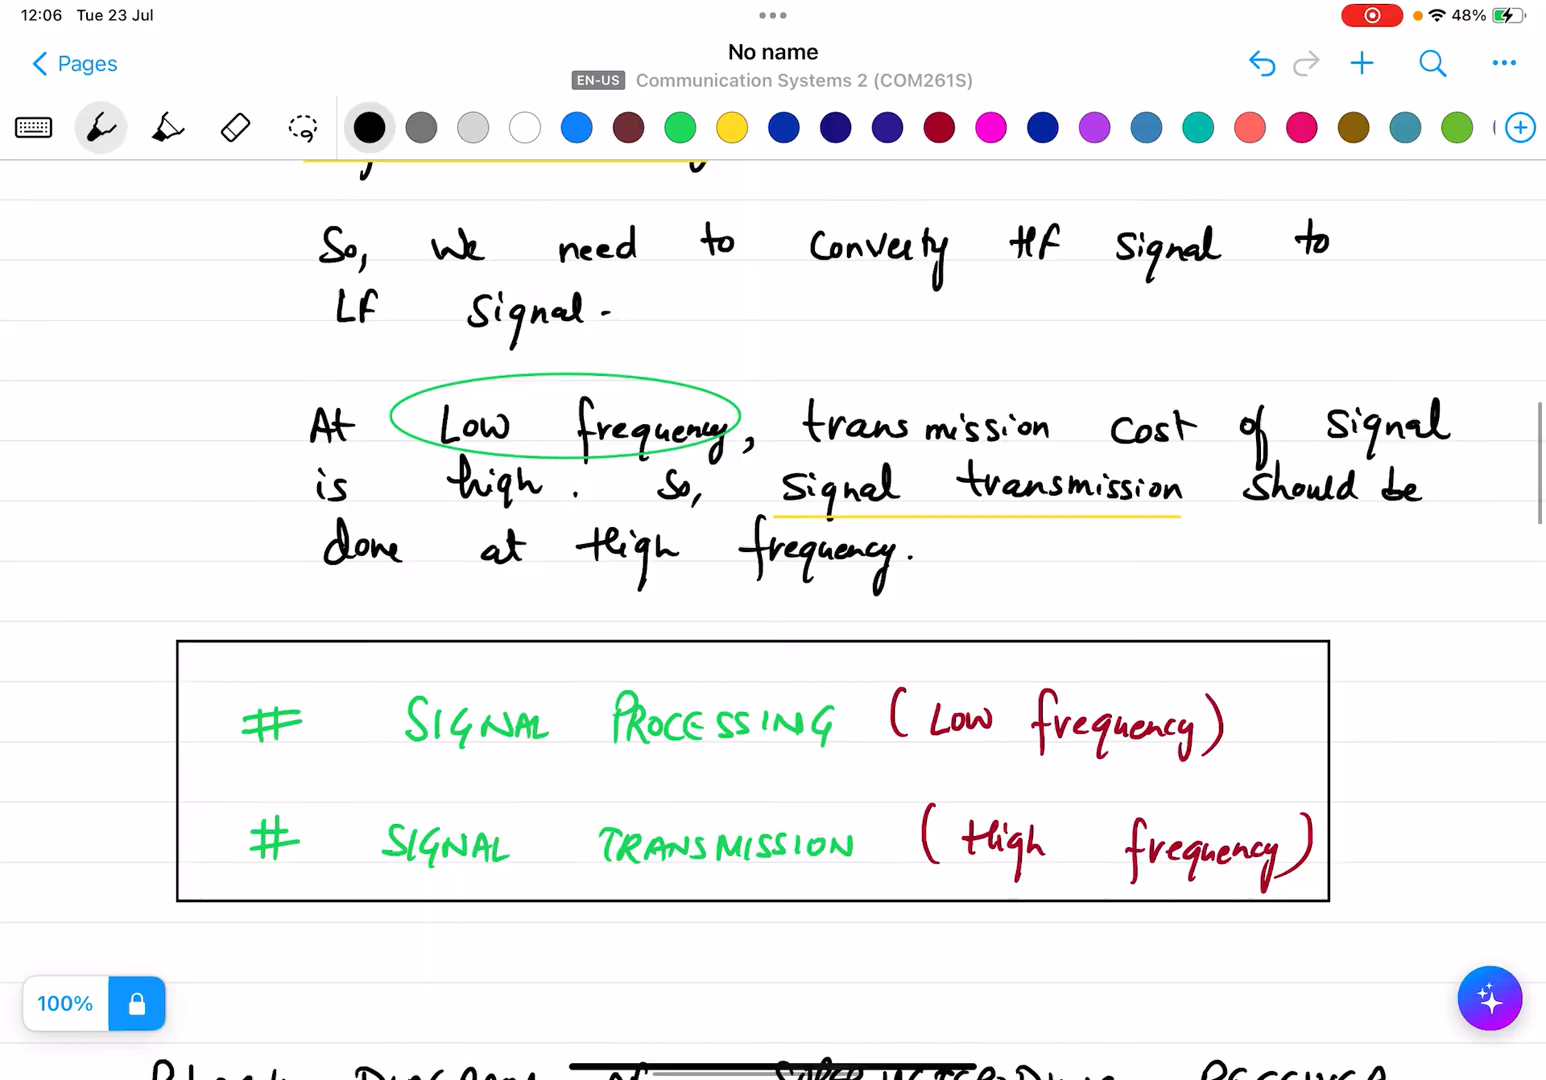 12:06 Tue 23 Jul
48%
Pages
No name
EN-US Communication Systems 2 (COM261S)
So, We need to Converty HF Signal to
LF Signal.
At Low frequency, transmission Cost of Signal
is high. So, Signal transmission Should be
done at High frequency.
# SIGNAL PROCESSING (Low frequency)
# SIGNAL TRANSMISSION (High frequency)
100%